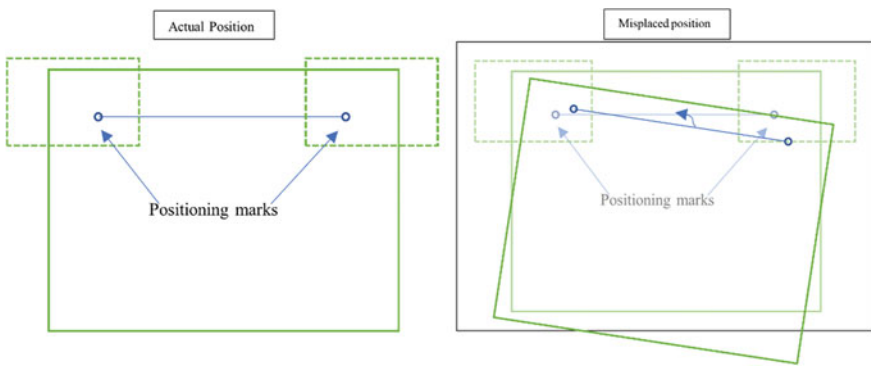 Actual Position
Misplaced position
Positioning marks
Positioning marks